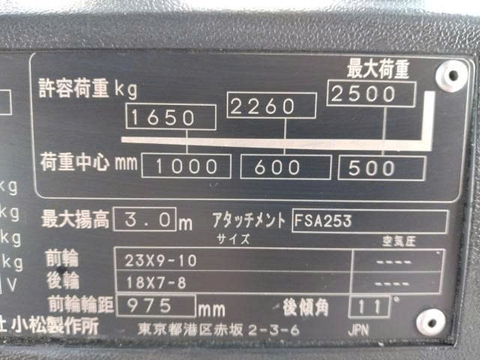 最大荷重
許容荷重 kg 1650 2260 2500
荷重中心 mm 1000 600 500
kg
最大揚高 3.0 m アタッチメント FSA253
kg
サイズ 空気圧
kg
前輪 23X9-10 ----
kg
後輪 18X7-8 ----
V
前輪輪距 975 mm 後傾角 11° 
社 小松製作所 東京都港区赤坂 2-3-6 JPN